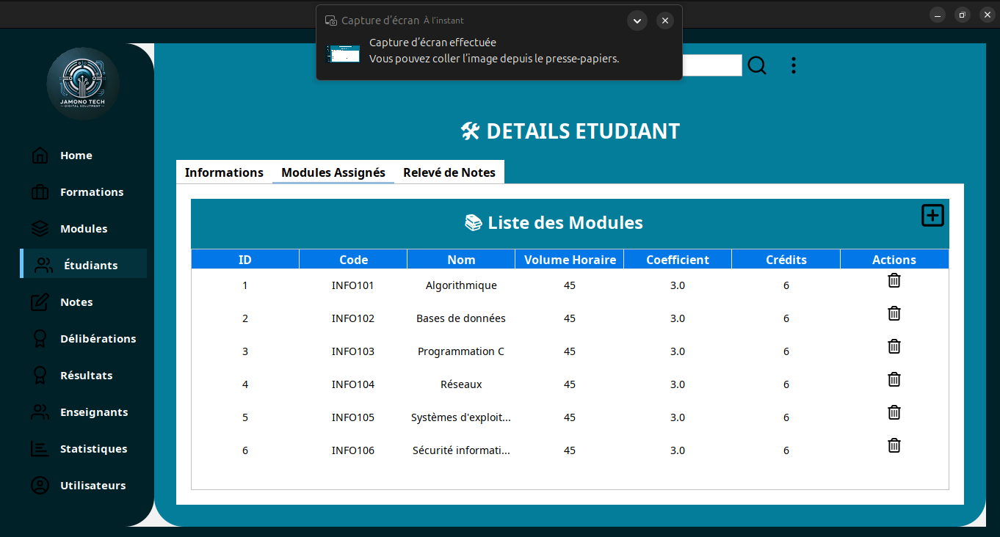 Capture d'écran À l'instant
Capture d'écran effectuée
Vous pouvez coller l'image depuis le presse-papiers.
JAMONO TECH
Home
Formations
Modules
Étudiants
Notes
Délibérations
Résultats
Enseignants
Statistiques
Utilisateurs
🛠 DETAILS ETUDIANT
Informations Modules Assignés Relevé de Notes
📚 Liste des Modules
ID Code Nom Volume Horaire Coefficient Crédits Actions
1 INFO101 Algorithmique 45 3.0 6
2 INFO102 Bases de données 45 3.0 6
3 INFO103 Programmation C 45 3.0 6
4 INFO104 Réseaux 45 3.0 6
5 INFO105 Systèmes d'exploit... 45 3.0 6
6 INFO106 Sécurité informati... 45 3.0 6